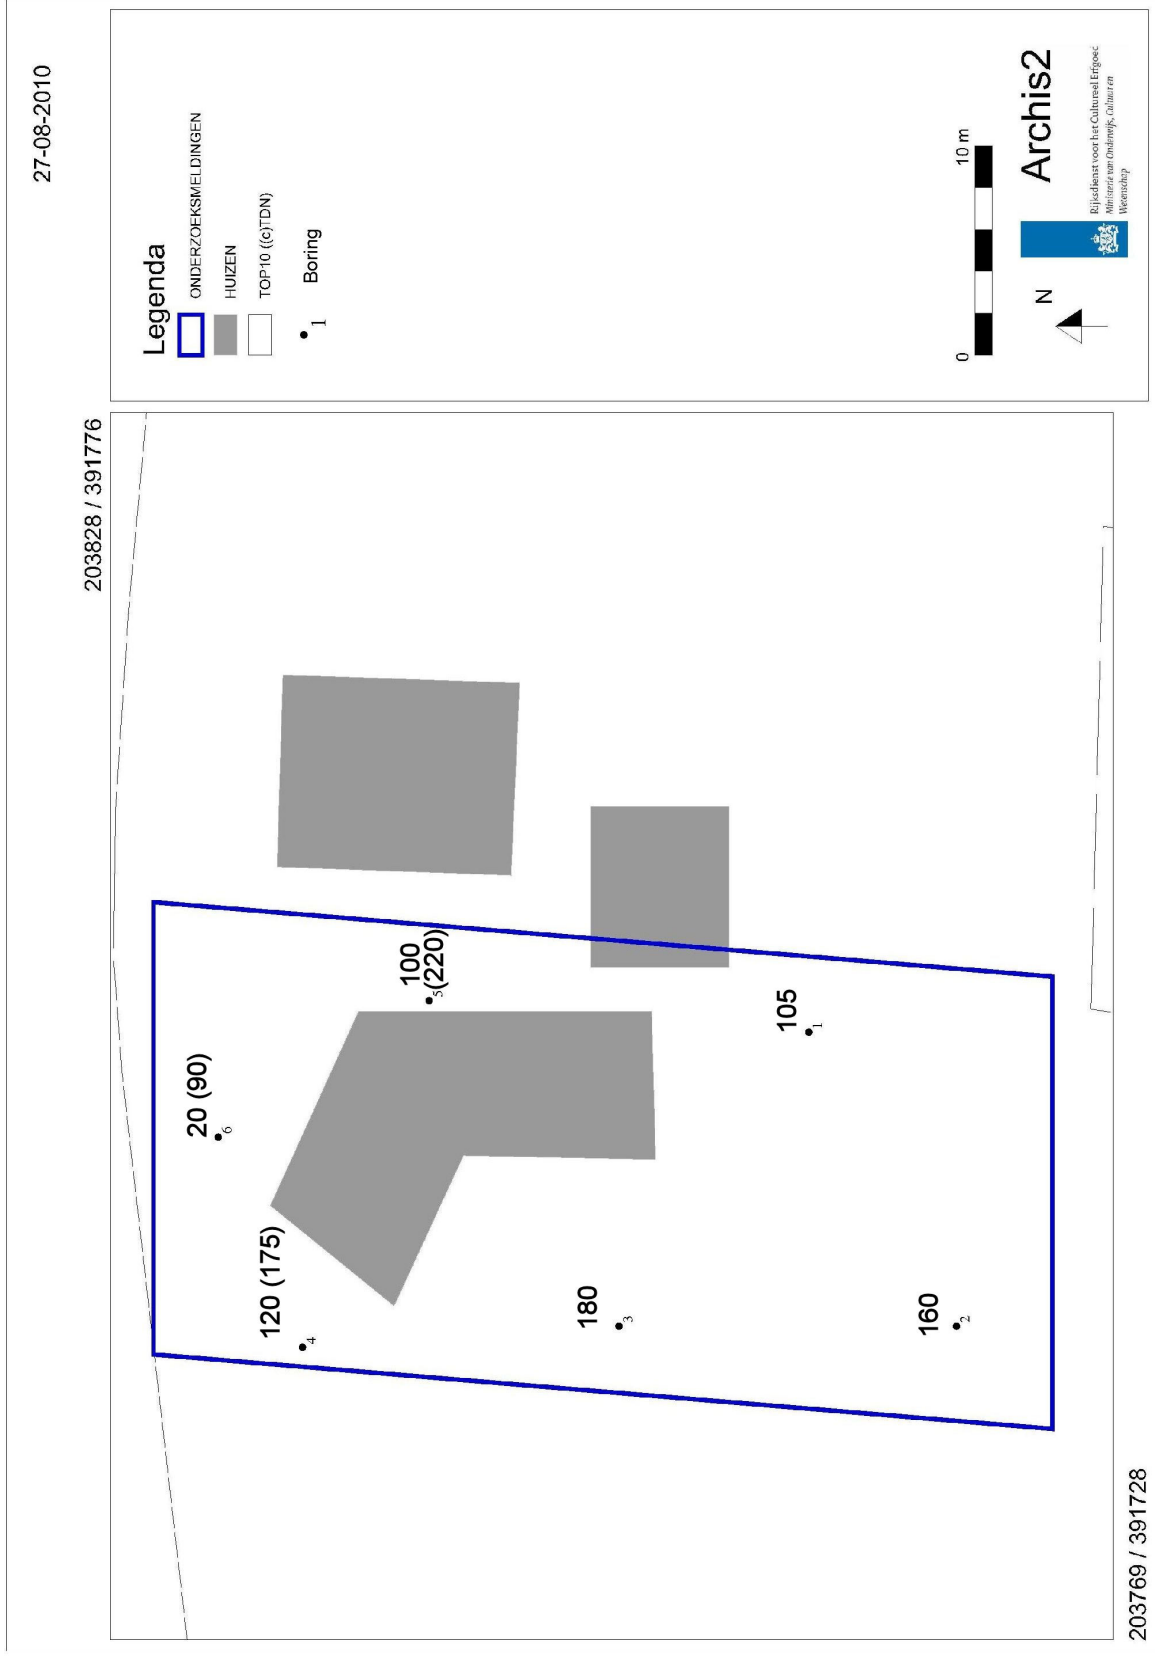 27-08-2010
203828 / 391776
20 (90)
6
120 (175)
4
100
(220)
5
180
3
105
1
160
2
203769 / 391728
Legenda
ONDERZOEKSMELDINGEN
HUIZEN
TOP10 ((c)TDN)
1
Boring
0
10 m
N
Archis2
Rijksdienst voor het Cultureel Erfgoed
Ministerie van Onderwijs, Cultuur en
Wetenschap